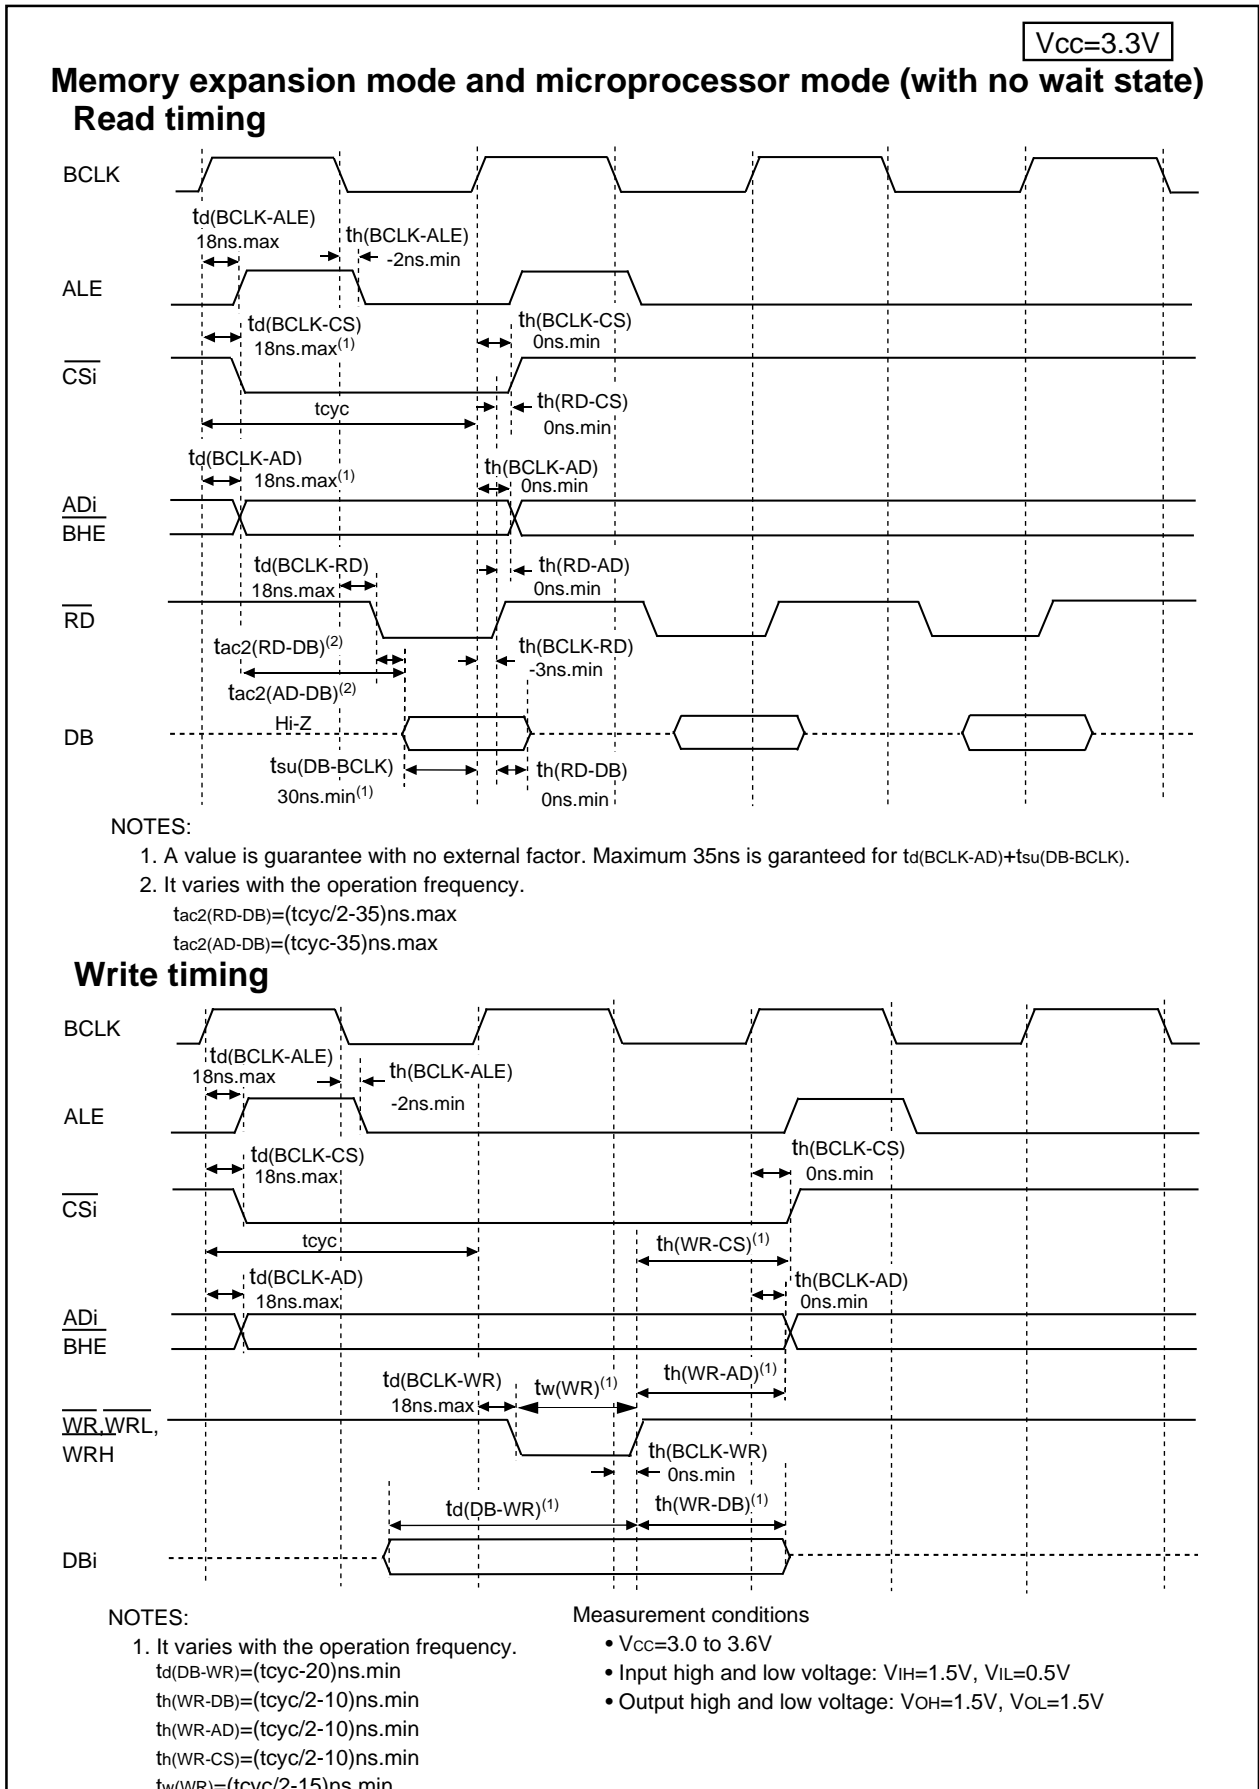 Vcc=3.3V
Memory expansion mode and microprocessor mode (with no wait state)
Read timing
BCLK
td(BCLK-ALE)
18ns.max
th(BCLK-ALE)
-2ns.min
ALE
td(BCLK-CS)
18ns.max(1)
th(BCLK-CS)
0ns.min
CSi
tcyc
th(RD-CS)
0ns.min
td(BCLK-AD)
18ns.max(1)
th(BCLK-AD)
0ns.min
ADi
BHE
td(BCLK-RD)
18ns.max
th(RD-AD)
0ns.min
RD
tac2(RD-DB)(2)
th(BCLK-RD)
-3ns.min
tac2(AD-DB)(2)
Hi-Z
DB
tsu(DB-BCLK)
30ns.min(1)
th(RD-DB)
0ns.min
NOTES:
1. A value is guarantee with no external factor. Maximum 35ns is garanteed for td(BCLK-AD)+tsu(DB-BCLK).
2. It varies with the operation frequency.
tac2(RD-DB)=(tcyc/2-35)ns.max
tac2(AD-DB)=(tcyc-35)ns.max
Write timing
BCLK
td(BCLK-ALE)
18ns.max
th(BCLK-ALE)
-2ns.min
ALE
td(BCLK-CS)
18ns.max
th(BCLK-CS)
0ns.min
CSi
tcyc
th(WR-CS)(1)
td(BCLK-AD)
18ns.max
th(BCLK-AD)
0ns.min
ADi
BHE
td(BCLK-WR)
18ns.max
tw(WR)(1)
th(WR-AD)(1)
WR,WRL,
WRH
th(BCLK-WR)
0ns.min
td(DB-WR)(1)
th(WR-DB)(1)
DBi
NOTES:
1. It varies with the operation frequency.
td(DB-WR)=(tcyc-20)ns.min
th(WR-DB)=(tcyc/2-10)ns.min
th(WR-AD)=(tcyc/2-10)ns.min
th(WR-CS)=(tcyc/2-10)ns.min
tw(WR)=(tcyc/2-15)ns.min
Measurement conditions
• VCC=3.0 to 3.6V
• Input high and low voltage: VIH=1.5V, VIL=0.5V
• Output high and low voltage: VOH=1.5V, VOL=1.5V